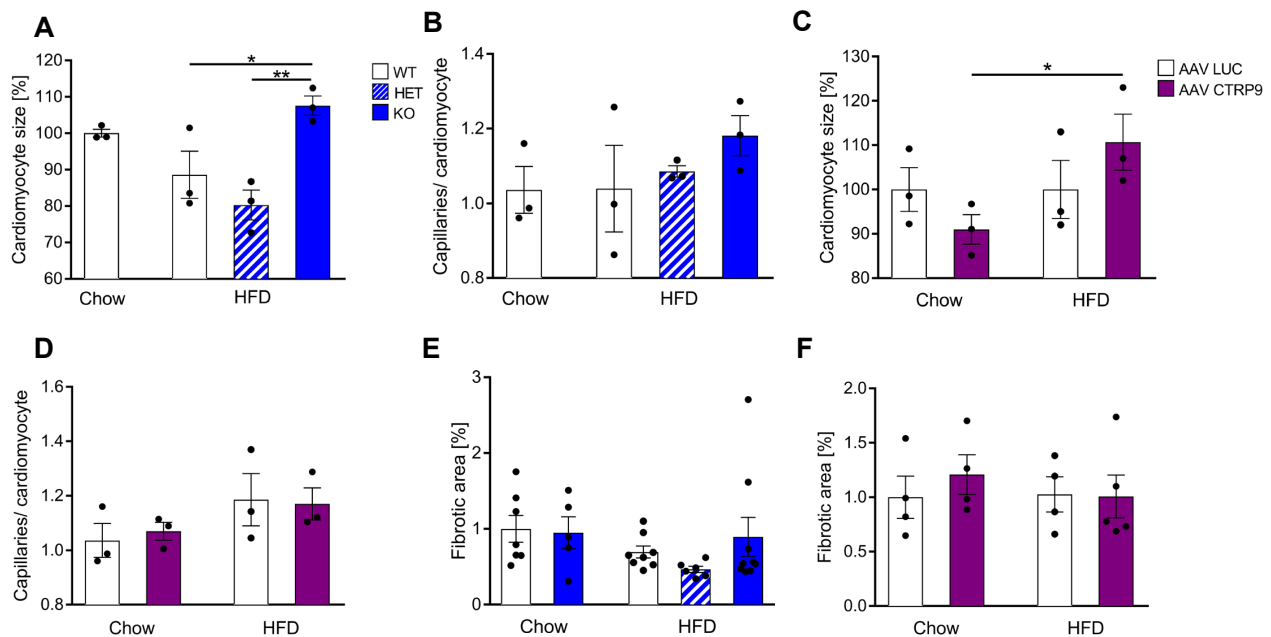 A
Cardiomyocyte size [%]
120
110
100
90
80
70
60
*
**
Chow
HFD
WT
HET
KO
B
Capillaries/ cardiomyocyte
1.4
1.2
1.0
0.8
Chow
HFD
C
Cardiomyocyte size [%]
130
120
110
100
90
80
*
Chow
HFD
AAV LUC
AAV CTRP9
D
Capillaries/ cardiomyocyte
1.6
1.4
1.2
1.0
0.8
Chow
HFD
E
Fibrotic area [%]
3
2
1
0
Chow
HFD
F
Fibrotic area [%]
2.0
1.5
1.0
0.5
0.0
Chow
HFD